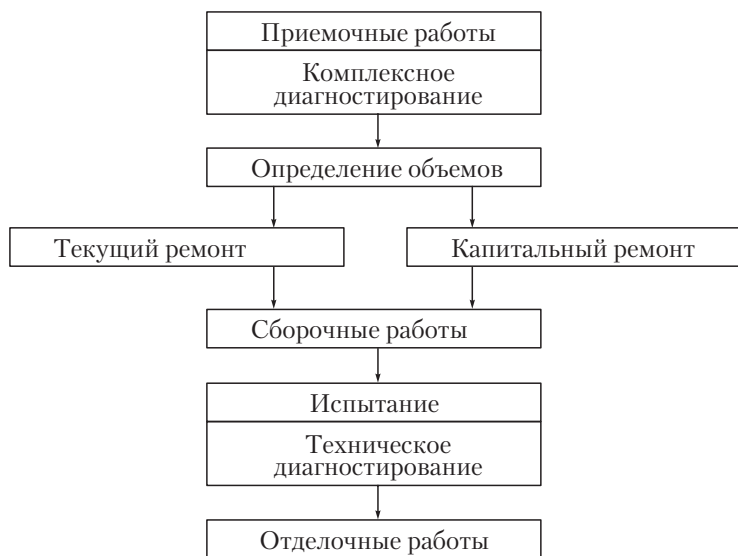 Приемочные работы
Комплексное
диагностирование
Определение объемов
Текущий ремонт
Капитальный ремонт
Сборочные работы
Испытание
Техническое
диагностирование
Отделочные работы